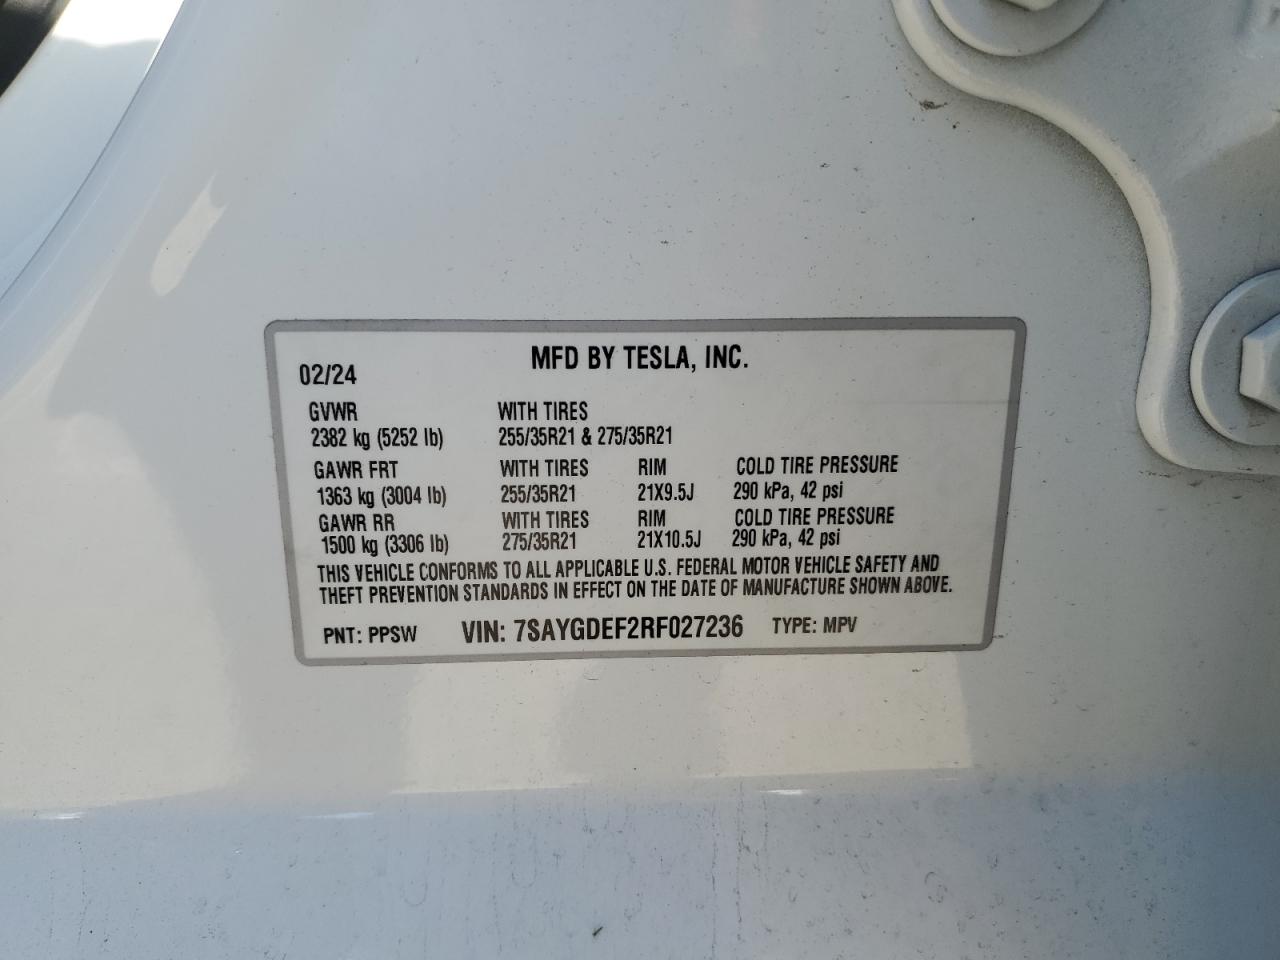 MFD BY TESLA, INC.
02/24
GVWR WITH TIRES
2382 kg (5252 lb) 255/35R21 & 275/35R21
GAWR FRT WITH TIRES RIM COLD TIRE PRESSURE
1363 kg (3004 lb) 255/35R21 21X9.5J 290 kPa, 42 psi
GAWR RR WITH TIRES RIM COLD TIRE PRESSURE
1500 kg (3306 lb) 275/35R21 21X10.5J 290 kPa, 42 psi
THIS VEHICLE CONFORMS TO ALL APPLICABLE U.S. FEDERAL MOTOR VEHICLE SAFETY AND
THEFT PREVENTION STANDARDS IN EFFECT ON THE DATE OF MANUFACTURE SHOWN ABOVE.
PNT: PPSW VIN: 7SAYGDEF2RF027236 TYPE: MPV